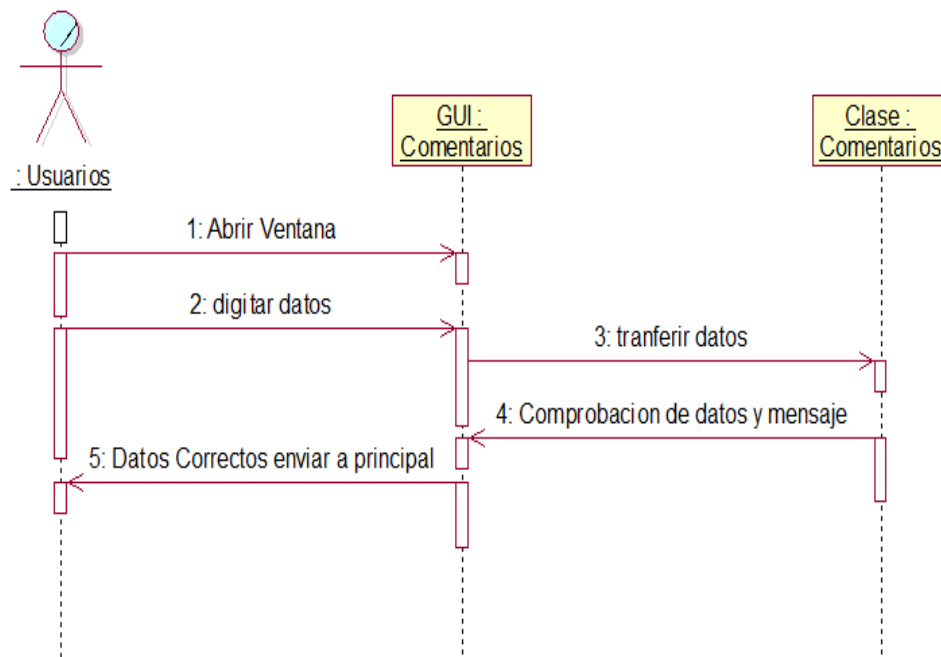 GUI :
Comentarios
Clase :
Comentarios
: Usuarios
1: Abrir Ventana
2: digitar datos
3: tranferir datos
4: Comprobacion de datos y mensaje
5: Datos Correctos enviar a principal